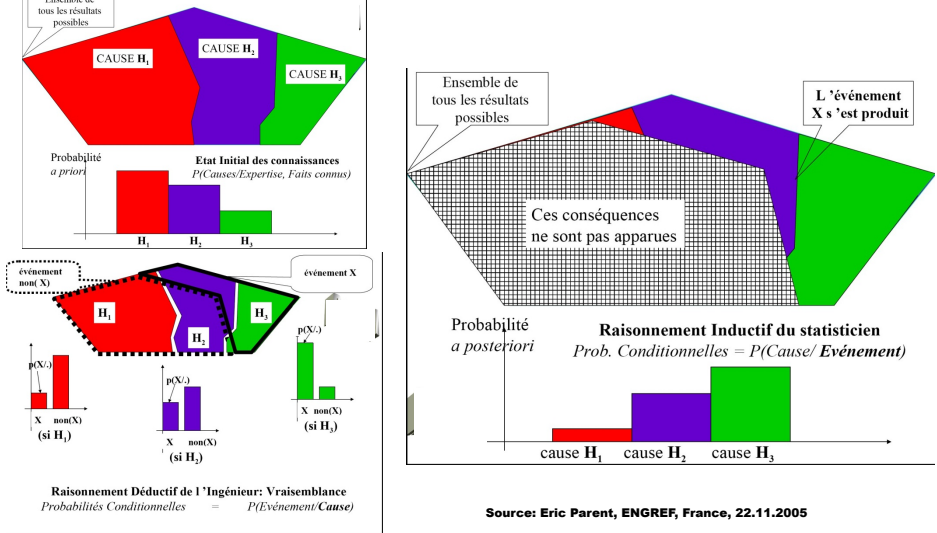 Ensemble de
tous les résultats
possibles
CAUSE H₁
CAUSE H₂
CAUSE H₃
Probabilité
a priori
Etat Initial des connaissances
P(Causes/Expertise, Faits connus)
H₁
H₂
H₃
événement
non( X)
événement X
H₁
H₂
H₃
p(X/.)
X non(X)
(si H₁)
p(X/.)
X non(X)
(si H₂)
p(X/.)
X non(X)
(si H₃)
Raisonnement Déductif de l ’Ingénieur: Vraisemblance
Probabilités Conditionnelles = P(Evénement/Cause)
Ensemble de
tous les résultats
possibles
L ’événement
X s ’est produit
Ces conséquences
ne sont pas apparues
Probabilité
a posteriori
Raisonnement Inductif du statisticien
Prob. Conditionnelles = P(Cause/ Evénement)
cause H₁
cause H₂
cause H₃
Source: Eric Parent, ENGREF, France, 22.11.2005